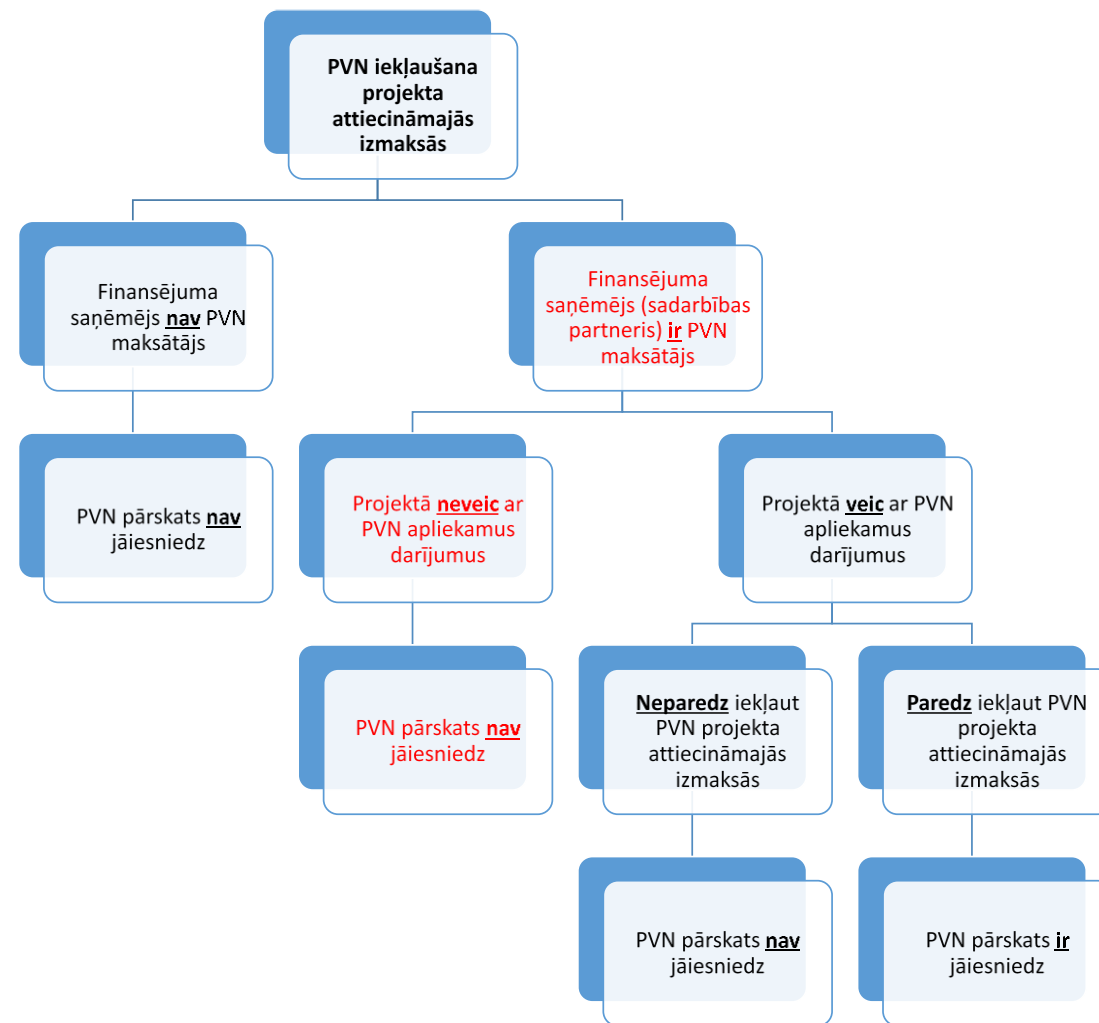 PVN iekļaušana
projekta
attiecināmajās
izmaksās
Finansējuma
saņēmējs nav PVN
maksātājs
Finansējuma
saņēmējs (sadarbības
partneris) ir PVN
maksātājs
PVN pārskats nav
jāiesniedz
Projektā neveic ar
PVN apliekamus
darījumus
Projektā veic ar PVN
apliekamus
darījumus
PVN pārskats nav
jāiesniedz
Neparedz iekļaut
PVN projekta
attiecināmajās
izmaksās
Paredz iekļaut PVN
projekta
attiecināmajās
izmaksās
PVN pārskats nav
jāiesniedz
PVN pārskats ir
jāiesniedz